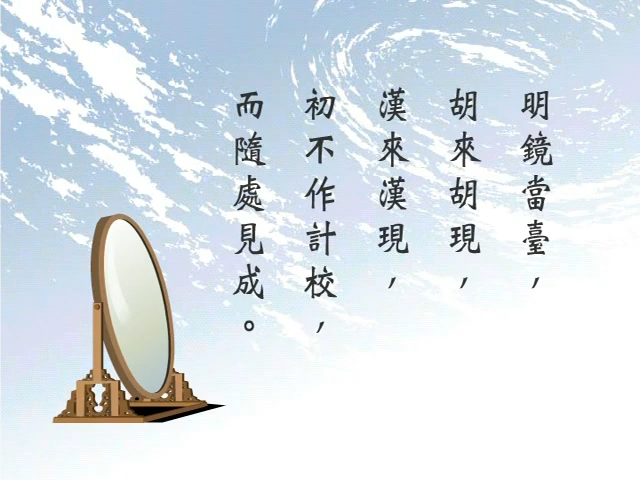 明鏡當臺，
胡來胡現，
漢來漢現，
初不作計校，
而隨處見成。